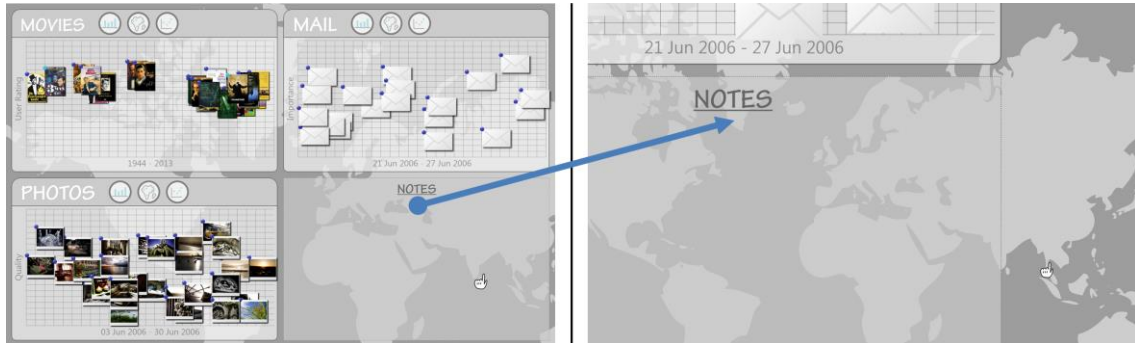 MOVIES
User Rating
1944 - 2013
MAIL
Importance
21 Jun 2006 - 27 Jun 2006
PHOTOS
Quality
03 Jun 2006 30 Jun 2006
NOTES
21 Jun 2006 - 27 Jun 2006
NOTES